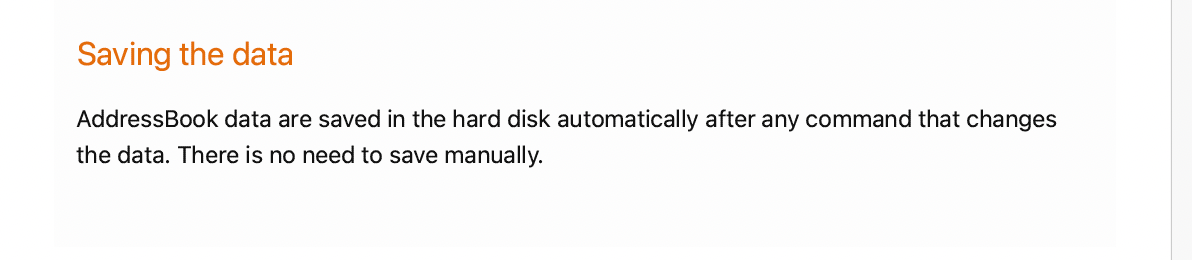 Saving the data
AddressBook data are saved in the hard disk automatically after any command that changes
the data. There is no need to save manually.